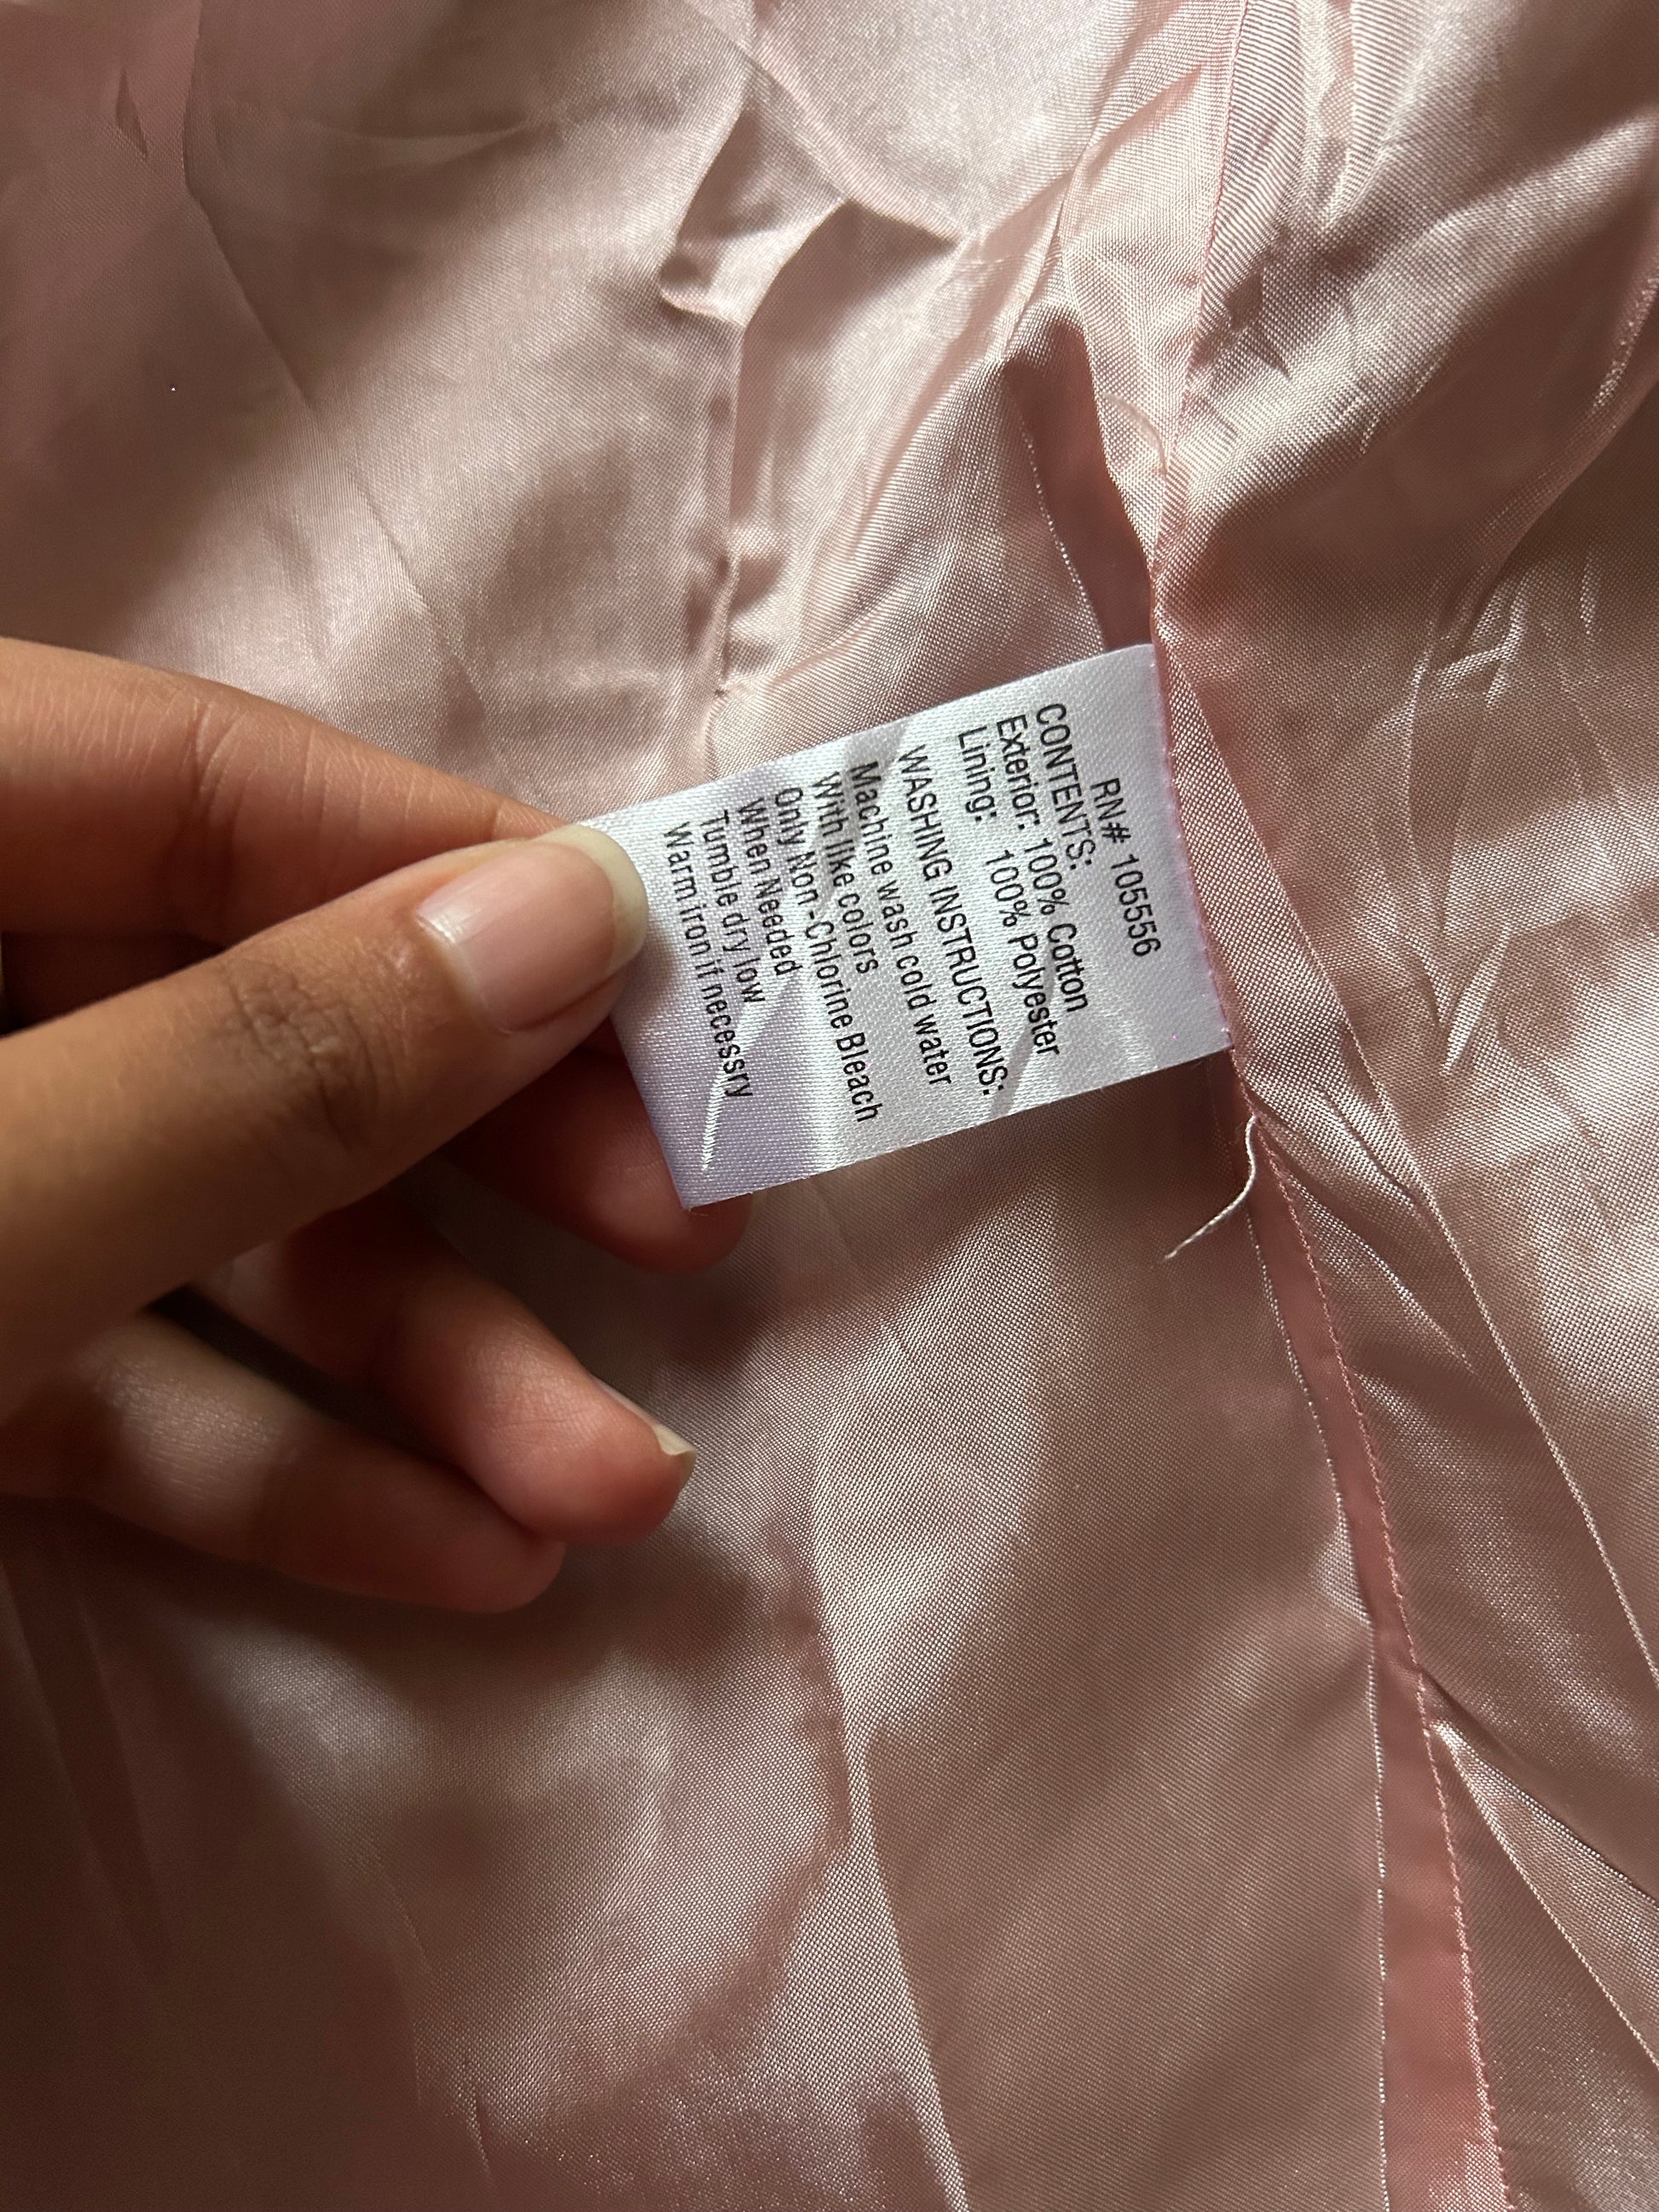 RN# 105556
CONTENTS:
Exterior: 100% Cotton
Lining: 100% Polyester
WASHING INSTRUCTIONS:
Machine wash cold water
With like colors
Only Non-Chlorine Bleach
When Needed
Tumble dry low
Warm iron if necessry